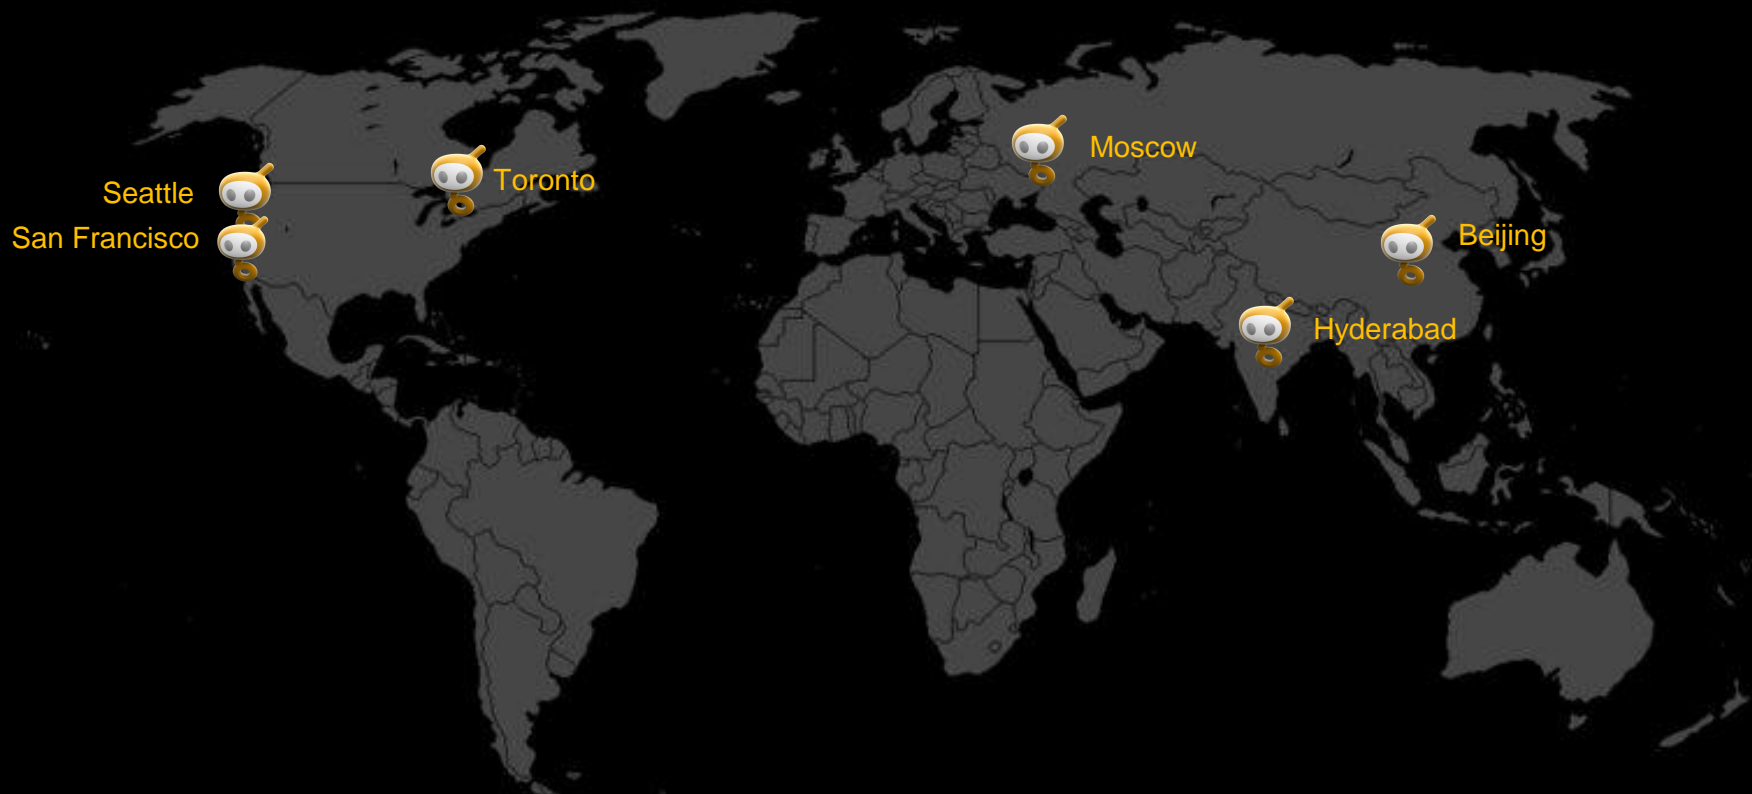 Moscow
Toronto
Seattle
San Francisco
Beijing
Hyderabad